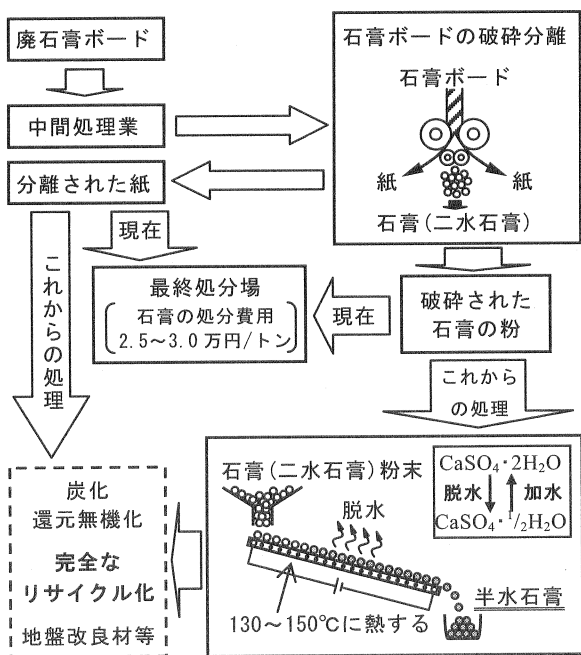 廃石膏ボード
中間処理業
分離された紙
石膏ボードの破砕分離
石膏ボード
紙
紙
石膏(二水石膏)
現在
これからの処理
最終処分場
石膏の処分費用
2.5〜3.0万円/トン
現在
破砕された
石膏の粉
これから
の処理
炭化
還元無機化
完全な
リサイクル化
地盤改良材等
石膏(二水石膏)粉末
脱水
CaSO4・2H2O
脱水
加水
CaSO4・1/2H2O
半水石膏
130〜150℃に熱する